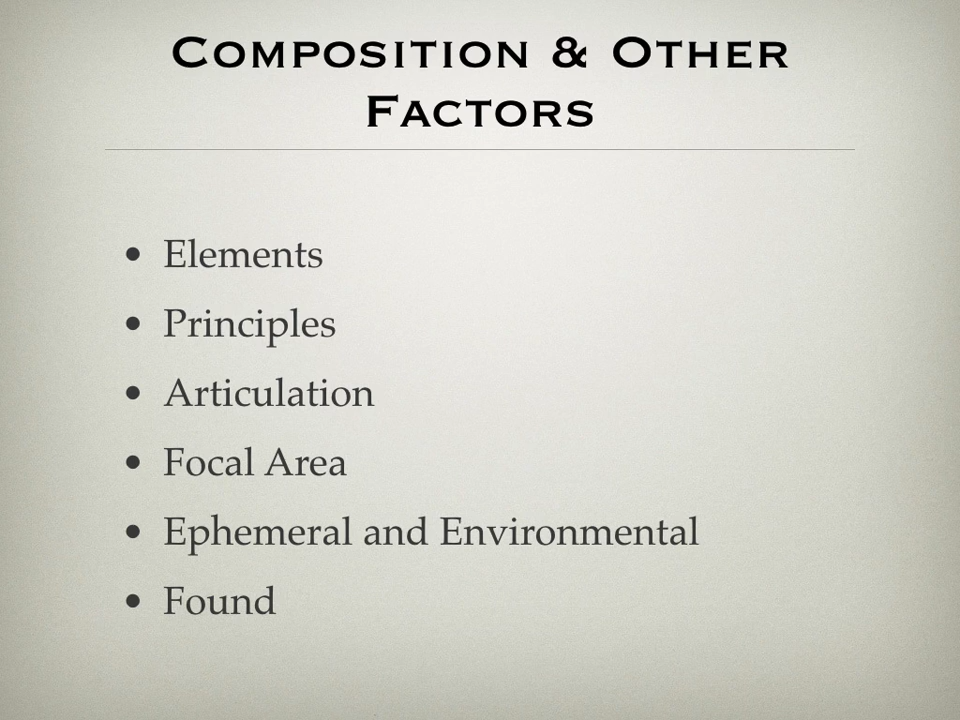 Composition & Other
Factors
• Elements
• Principles
• Articulation
• Focal Area
• Ephemeral and Environmental
• Found